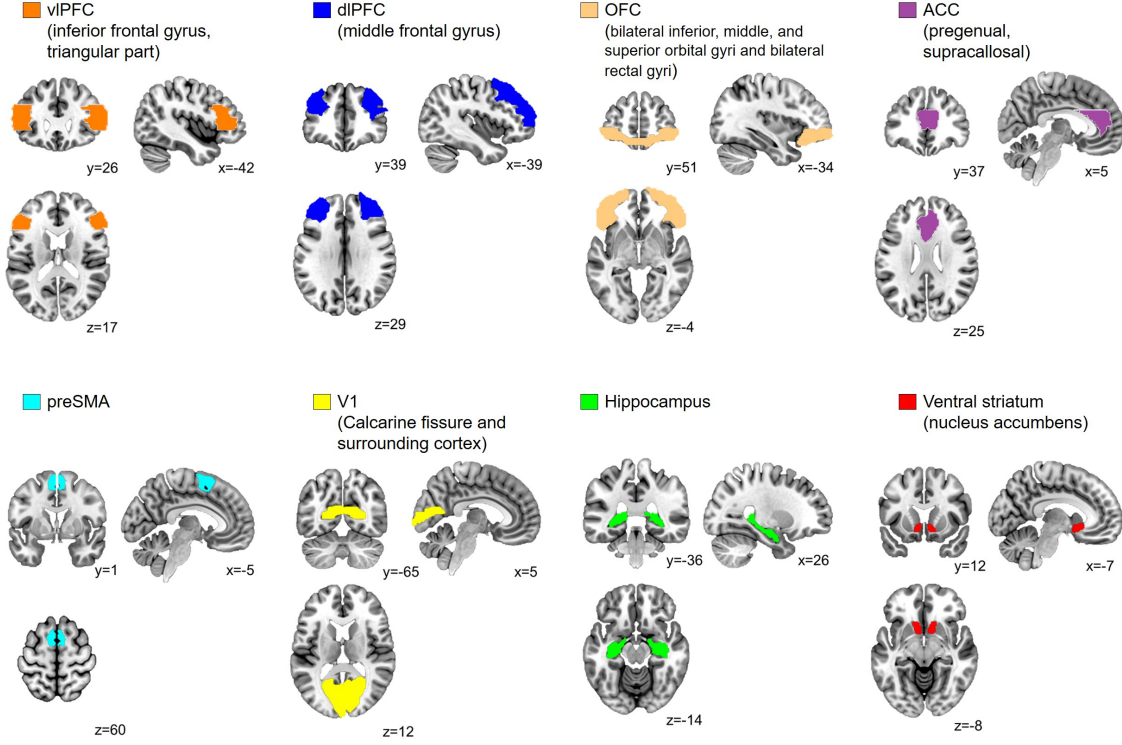 vlPFC
(inferior frontal gyrus,
triangular part)
y=26
x=-42
z=17
dlPFC
(middle frontal gyrus)
y=39
x=-39
z=29
OFC
(bilateral inferior, middle, and
superior orbital gyri and bilateral
rectal gyri)
y=51
x=-34
z=-4
ACC
(pregenual,
supracallosal)
y=37
x=5
z=25
preSMA
y=1
x=-5
z=60
V1
(Calcarine fissure and
surrounding cortex)
y=-65
x=5
z=12
Hippocampus
y=-36
x=26
z=-14
Ventral striatum
(nucleus accumbens)
y=12
x=-7
z=-8